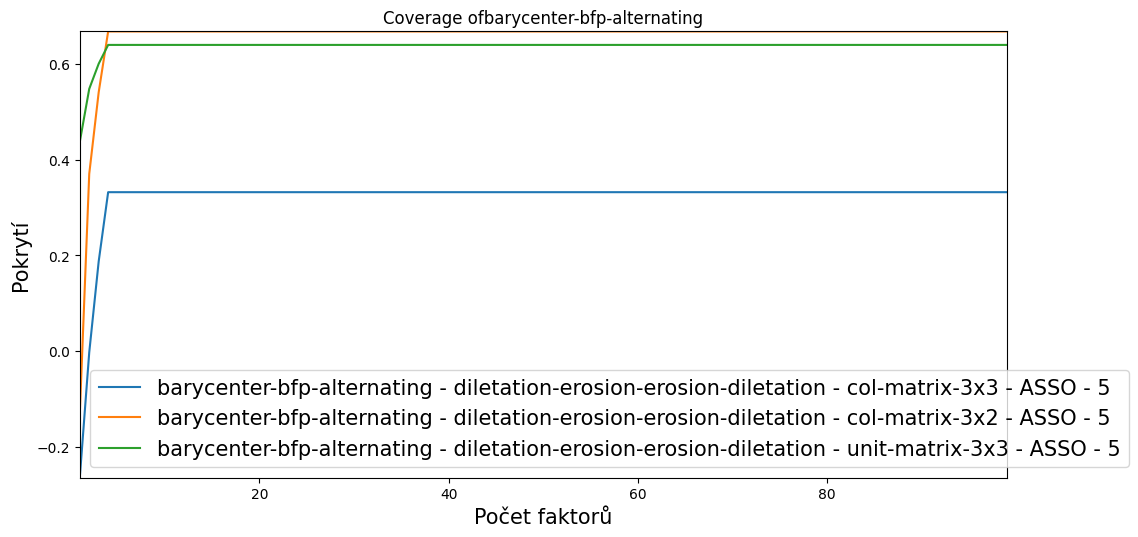 Coverage ofbarycenter-bfp-alternating
0.6
0.4
0.2
0.0
−0.2
Pokrytí
barycenter-bfp-alternating - diletation-erosion-erosion-diletation - col-matrix-3x3 - ASSO - 5
barycenter-bfp-alternating - diletation-erosion-erosion-diletation - col-matrix-3x2 - ASSO - 5
barycenter-bfp-alternating - diletation-erosion-erosion-diletation - unit-matrix-3x3 - ASSO - 5
20 40 60 80
Počet faktorů